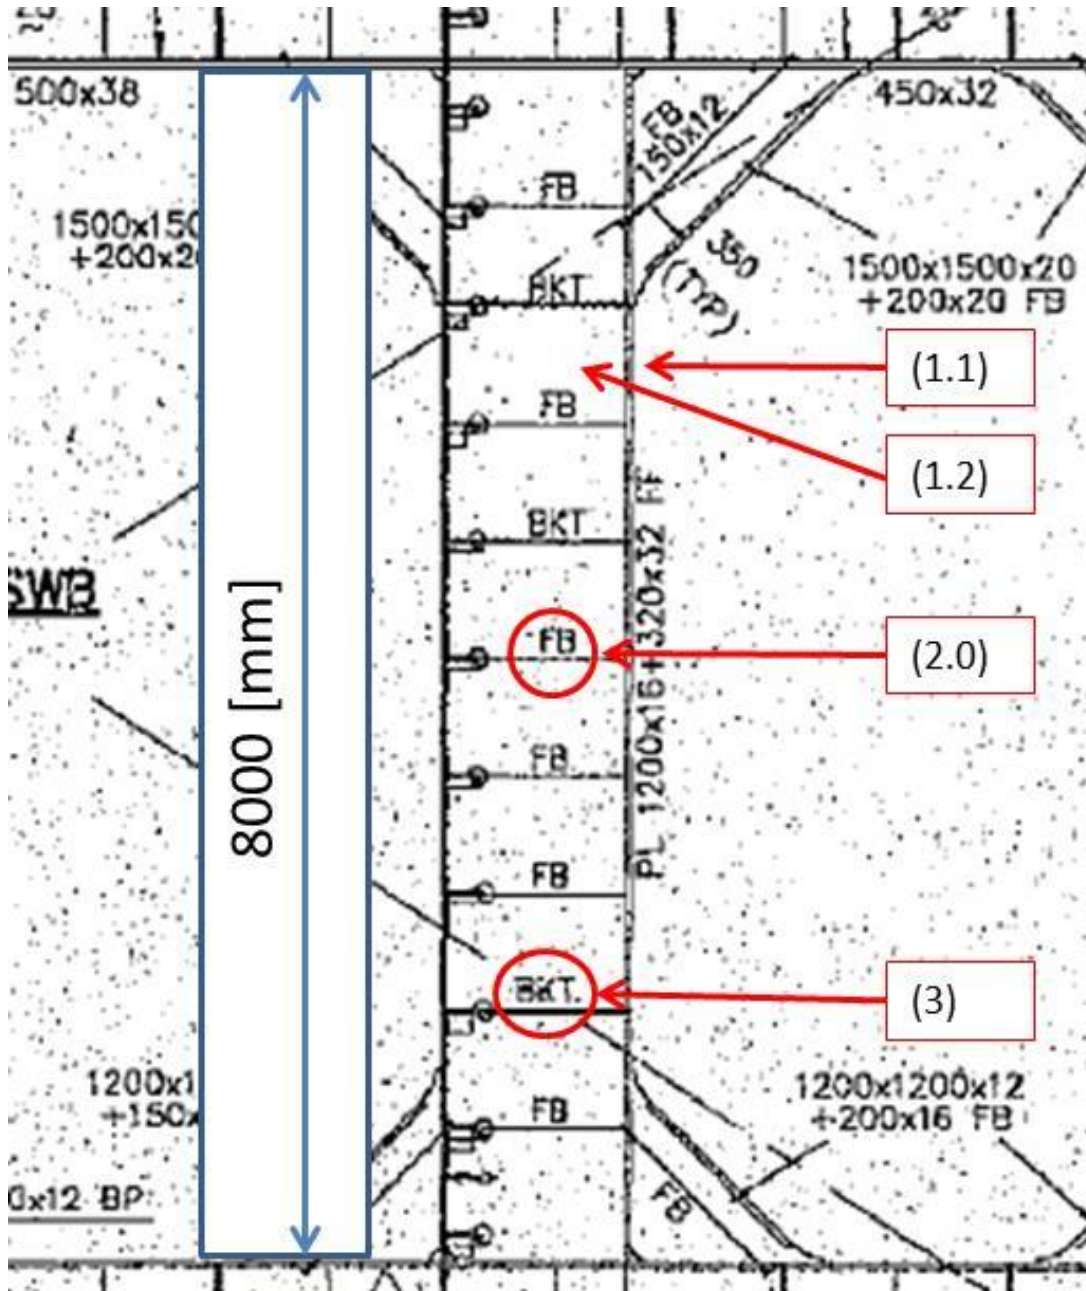 500x38
450x32
FB
150x12
FB
1500x150
+200x20
350
(TYP)
1500x1500x20
+200x20 FB
BKT
(1.1)
FB
(1.2)
BKT
SWB
FB
(2.0)
8000 [mm]
PL 1200x16+320x32 FF
FB
FB
BKT.
(3)
1200x1
+150x
FB
1200x1200x12
+200x16 FB
0x12 BP
FB